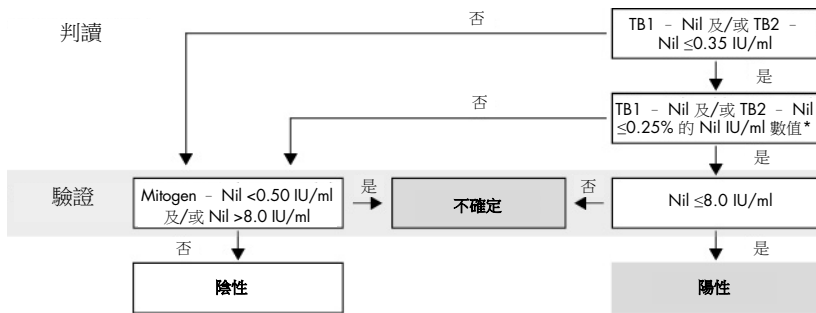 判讀
否
TB1 – Nil 及/或 TB2 –
Nil ≤0.35 IU/ml
是
否
TB1 – Nil 及/或 TB2 – Nil
≤0.25% 的 Nil IU/ml 數值*
是
驗證
Mitogen – Nil <0.50 IU/ml
及/或 Nil >8.0 IU/ml
是
不確定
否
Nil ≤8.0 IU/ml
否
是
陰性
陽性